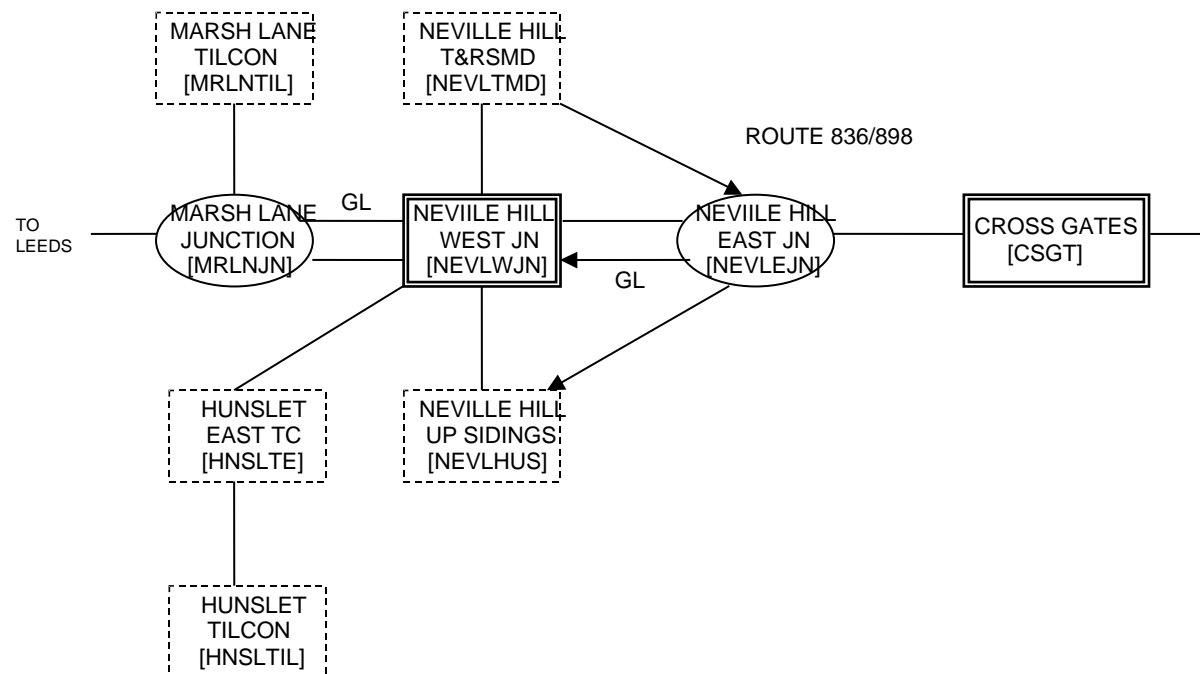 MARSH LANE
TILCON
[MRLNTIL]
NEVILLE HILL
T&RSMD
[NEVLTMD]
ROUTE 836/898
TO
LEEDS
MARSH LANE
JUNCTION
[MRLNJN]
GL
NEVIILE HILL
WEST JN
[NEVLWJN]
GL
NEVIILE HILL
EAST JN
[NEVLEJN]
CROSS GATES
[CSGT]
HUNSLET
EAST TC
[HNSLTE]
NEVILLE HILL
UP SIDINGS
[NEVLHUS]
HUNSLET
TILCON
[HNSLTIL]